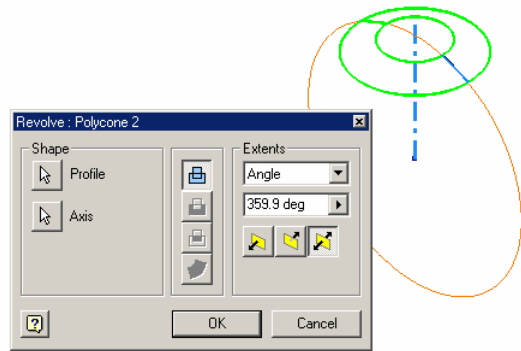 Revolve : Polycone 2
Shape
Profile
Axis
Extents
Angle
359.9 deg
OK
Cancel